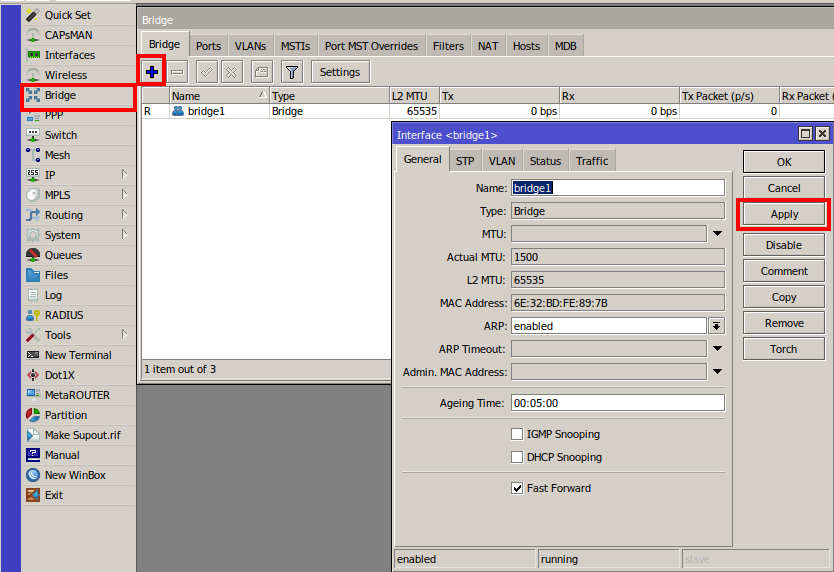 Quick Set
CAPsMAN
Interfaces
Wireless
Bridge
PPP
Switch
Mesh
IP
MPLS
Routing
System
Queues
Files
Log
RADIUS
Tools
New Terminal
Dot1X
MetaROUTER
Partition
Make Supout.rif
Manual
New WinBox
Exit
Bridge
Bridge Ports VLANs MSTIs Port MST Overrides Filters NAT Hosts MDB
Settings
Name Type L2 MTU Tx Rx Tx Packet (p/s) Rx Packet (
R bridge1 Bridge 65535 0 bps 0 bps 0
1 item out of 3
Interface <bridge1>
General STP VLAN Status Traffic
Name: bridge1
Type: Bridge
MTU:
Actual MTU: 1500
L2 MTU: 65535
MAC Address: 6E:32:BD:FE:89:7B
ARP: enabled
ARP Timeout:
Admin. MAC Address:
Ageing Time: 00:05:00
IGMP Snooping
DHCP Snooping
Fast Forward
OK
Cancel
Apply
Disable
Comment
Copy
Remove
Torch
enabled running slave